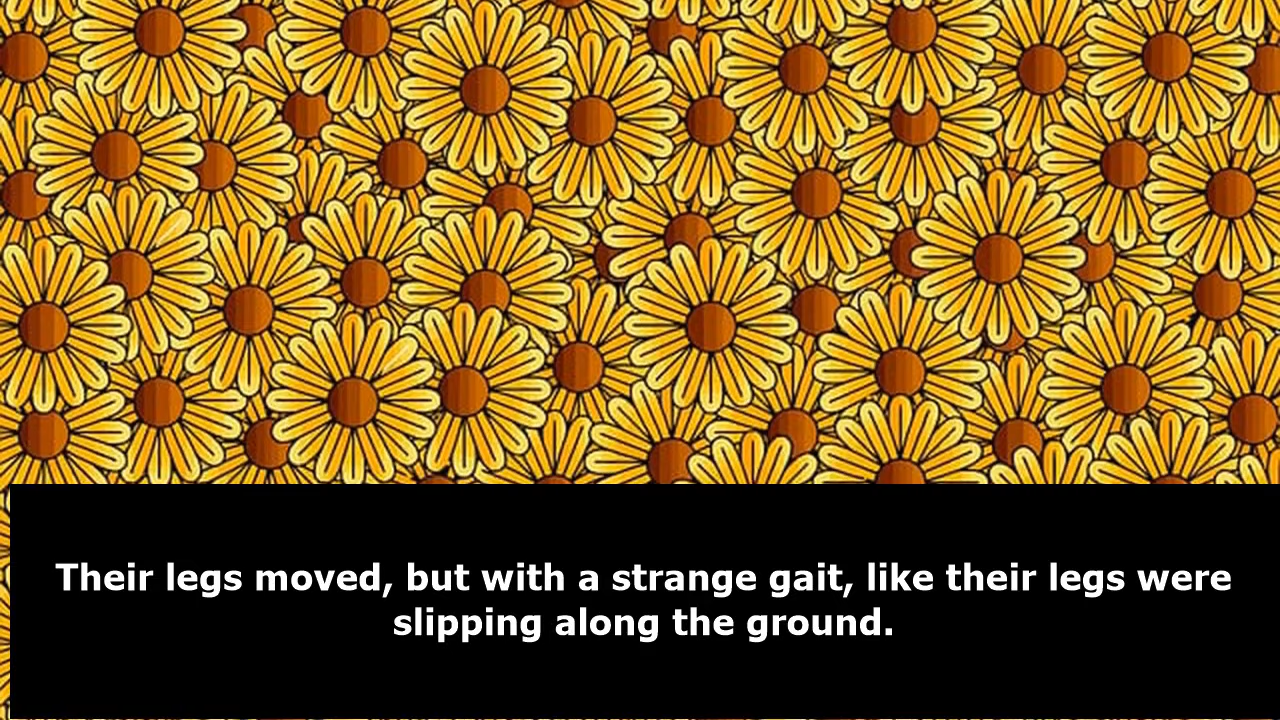 Their legs moved, but with a strange gait, like their legs were
slipping along the ground.